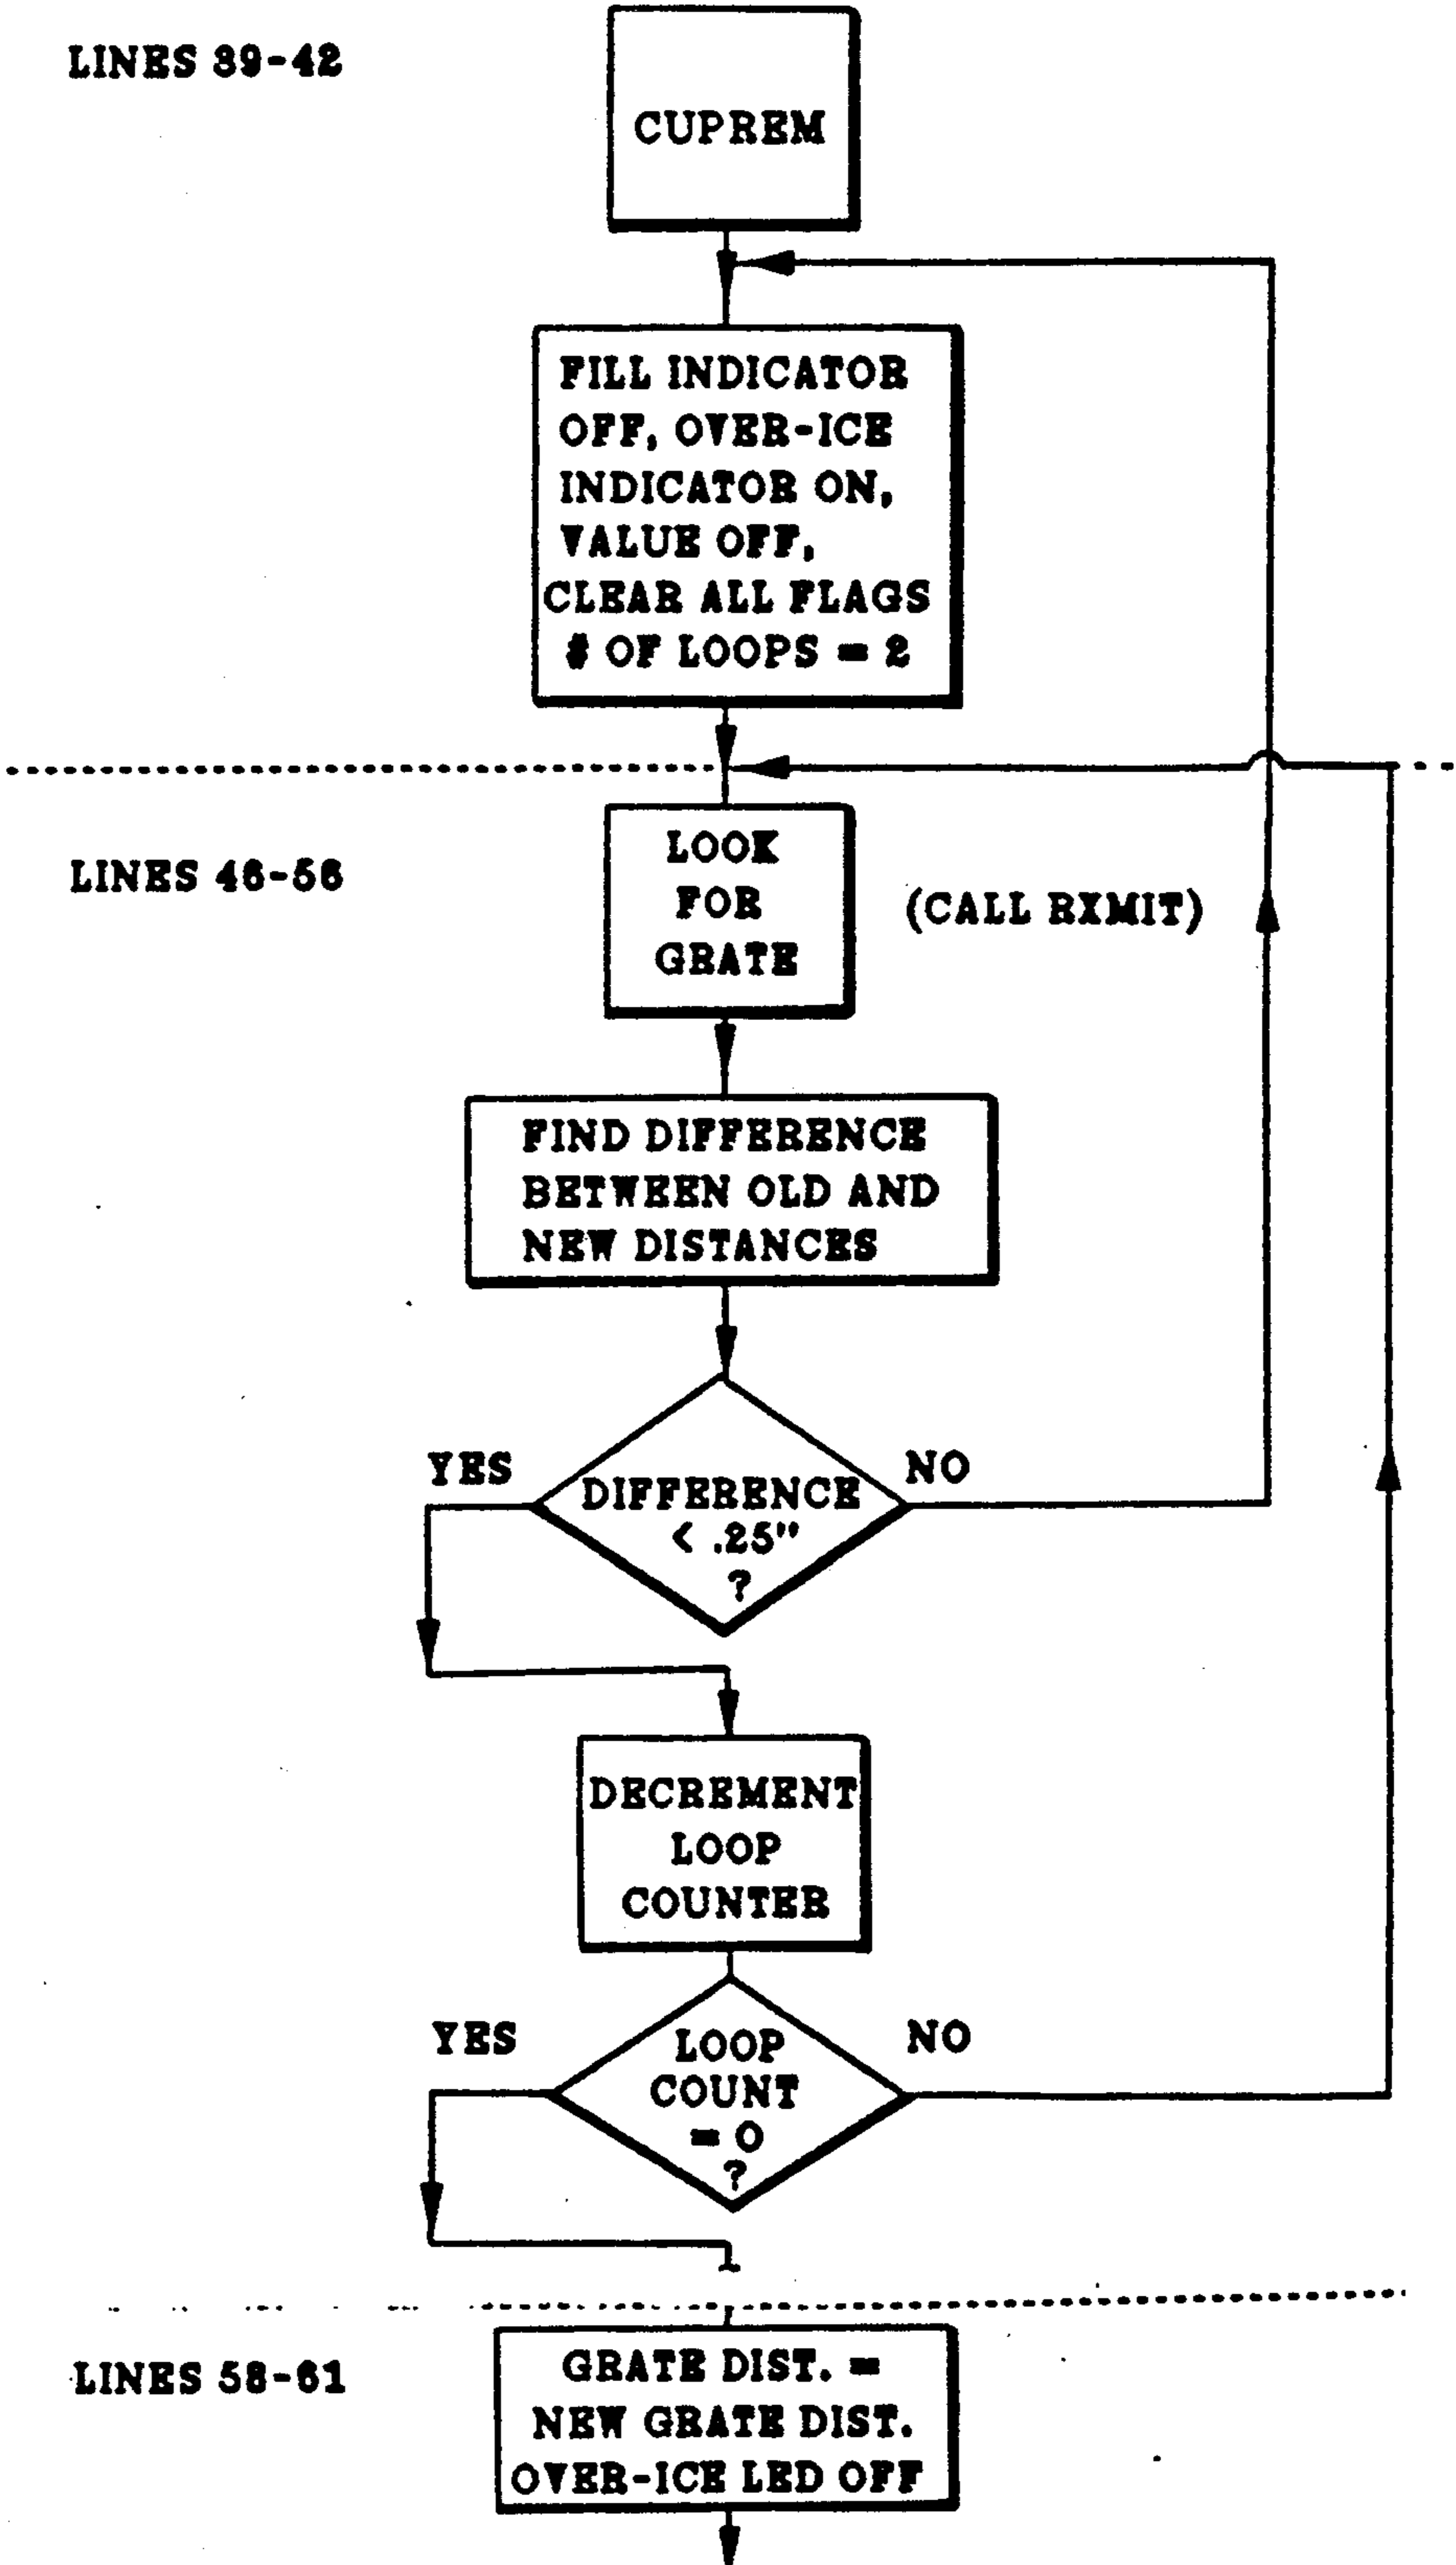 LINES 39-42
CUPREM
FILL INDICATOR
OFF, OVER-ICE
INDICATOR ON,
VALUE OFF,
CLEAR ALL FLAGS
# OF LOOPS = 2
LINES 46-56
LOOK
FOR
GRATE
(CALL RXMIT)
FIND DIFFERENCE
BETWEEN OLD AND
NEW DISTANCES
YES
NO
DIFFERENCE
< .25"
?
DECREMENT
LOOP
COUNTER
YES
NO
LOOP
COUNT
= 0
?
LINES 58-61
GRATE DIST. =
NEW GRATE DIST.
OVER-ICE LED OFF